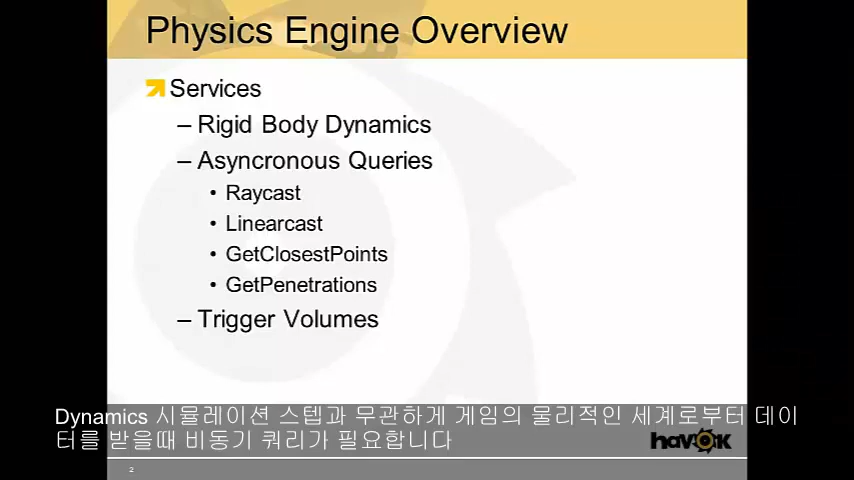 Physics Engine Overview
Services
– Rigid Body Dynamics
– Asyncronous Queries
• Raycast
• Linearcast
• GetClosestPoints
• GetPenetrations
– Trigger Volumes
Dynamics 시뮬레이션 스텝과 무관하게 게임의 물리적인 세계로부터 데이
터를 받을때 비동기 쿼리가 필요합니다
havok
2